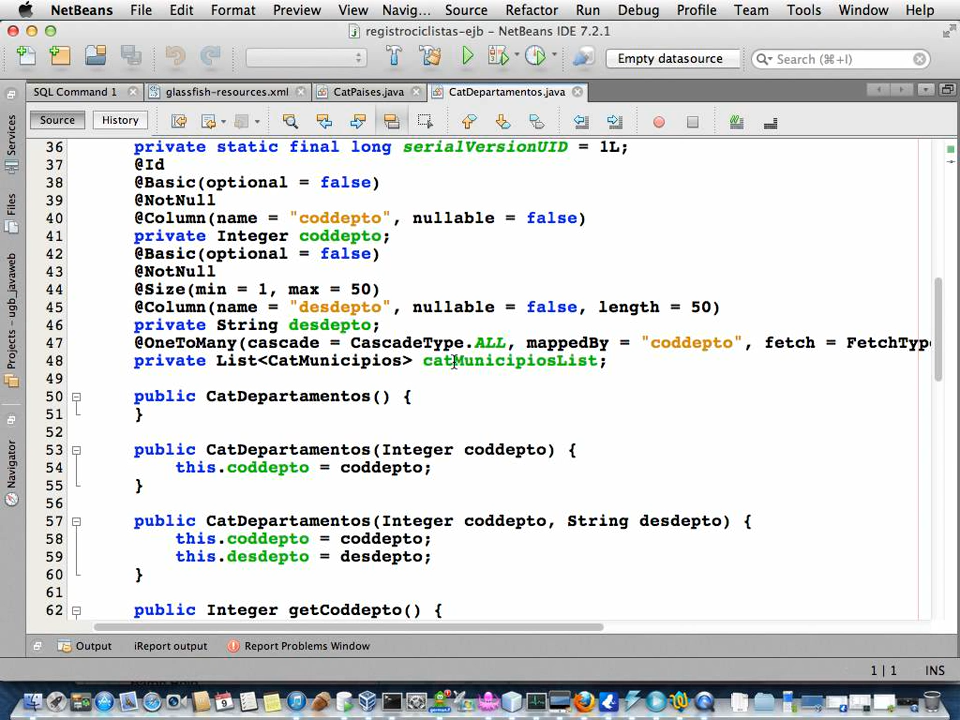 NetBeans File Edit Format Preview View Navig... Source Refactor Run Debug Profile Team Tools Window Help
registrociclistas-ejb – NetBeans IDE 7.2.1
Empty datasource
Search (⌘+I)
SQL Command 1 glassfish-resources.xml CatPaises.java CatDepartamentos.java
Source History
Services
Files
Projects - ugb_javaweb
Navigator
36 private static final long serialVersionUID = 1L;
37 @Id
38 @Basic(optional = false)
39 @NotNull
40 @Column(name = "coddepto", nullable = false)
41 private Integer coddepto;
42 @Basic(optional = false)
43 @NotNull
44 @Size(min = 1, max = 50)
45 @Column(name = "desdepto", nullable = false, length = 50)
46 private String desdepto;
47 @OneToMany(cascade = CascadeType.ALL, mappedBy = "coddepto", fetch = FetchType
48 private List<CatMunicipios> catMunicipiosList;
49
50 public CatDepartamentos() {
51 }
52
53 public CatDepartamentos(Integer coddepto) {
54 this.coddepto = coddepto;
55 }
56
57 public CatDepartamentos(Integer coddepto, String desdepto) {
58 this.coddepto = coddepto;
59 this.desdepto = desdepto;
60 }
61
62 public Integer getCoddepto() {
Output iReport output Report Problems Window
1 | 1 INS